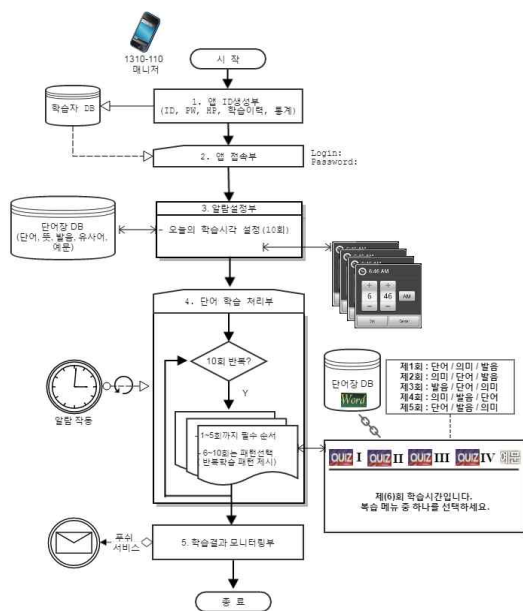 1310-110
매니저
시 작
학습자 DB
1. 앱 ID생성부
(ID, PW, HP, 학습이력, 통계)
2. 앱 접속부
Login:
Password:
3. 알람설정부
- 오늘의 학습시각 설정(10회)
단어장 DB
(단어, 뜻, 발음, 유사어,
예문)
6:46 AM
6
46
AM
4. 단어 학습 처리부
10회 반복?
Y
- 1~5회까지 필수 순서
- 6~10회는 패턴선택
반복학습 패턴 제시)
알람 작동
단어장 DB
Word
제1회 : 단어 / 의미 / 발음
제2회 : 의미 / 단어 / 발음
제3회 : 발음 / 단어 / 의미
제4회 : 의미 / 발음 / 단어
제5회 : 단어 / 발음 / 의미
QUIZ I QUIZ II QUIZ III QUIZ IV 예문
제(6)회 학습시간입니다.
복습 메뉴 중 하나를 선택하세요.
푸쉬
서비스
5. 학습결과 모니터링부
종 료